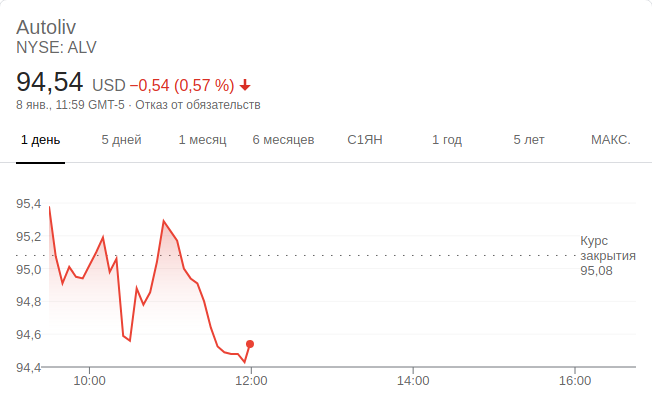 Autoliv
NYSE: ALV
94,54 USD −0,54 (0,57 %)
8 янв., 11:59 GMT-5 · Отказ от обязательств
1 день 5 дней 1 месяц 6 месяцев С1ЯН 1 год 5 лет МАКС.
95,4
95,2
95,0
94,8
94,6
94,4
Курс
закрытия
95,08
10:00 12:00 14:00 16:00